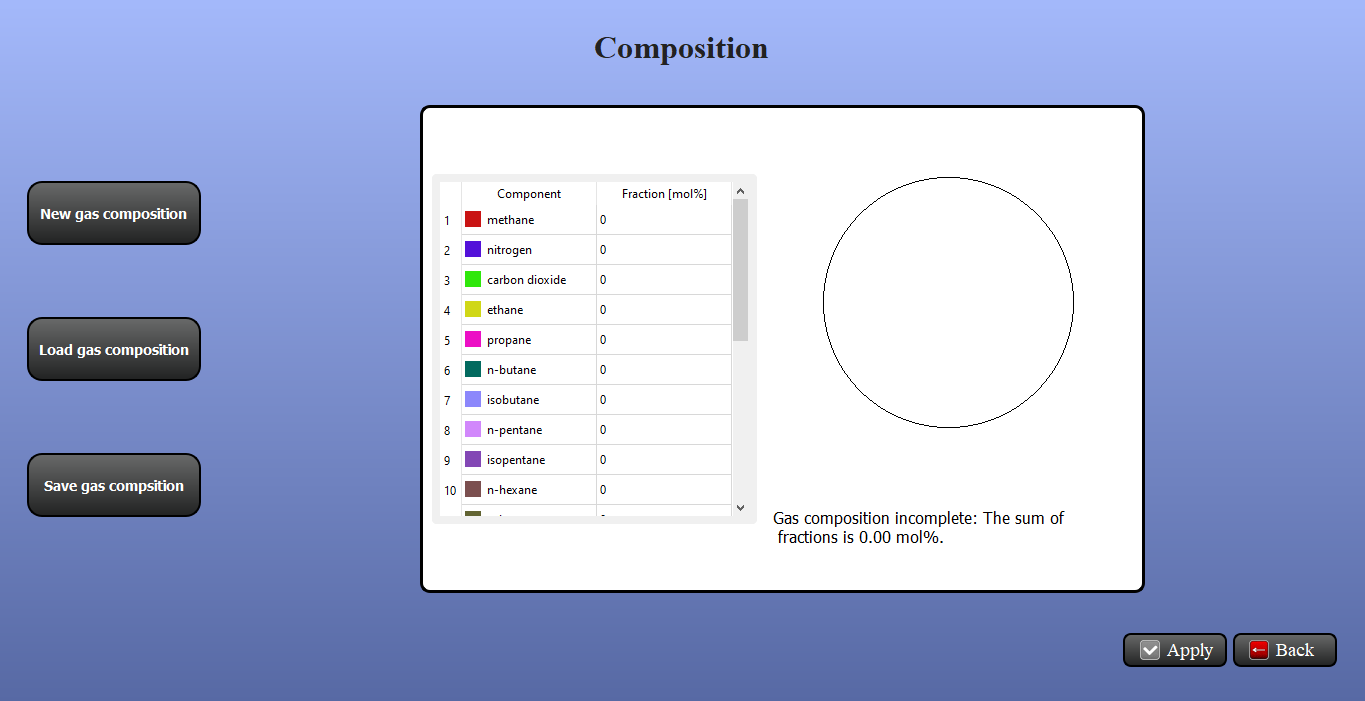 Composition
New gas composition
Load gas composition
Save gas compsition
Component Fraction [mol%]
1 methane 0
2 nitrogen 0
3 carbon dioxide 0
4 ethane 0
5 propane 0
6 n-butane 0
7 isobutane 0
8 n-pentane 0
9 isopentane 0
10 n-hexane 0
Gas composition incomplete: The sum of
fractions is 0.00 mol%.
Apply Back